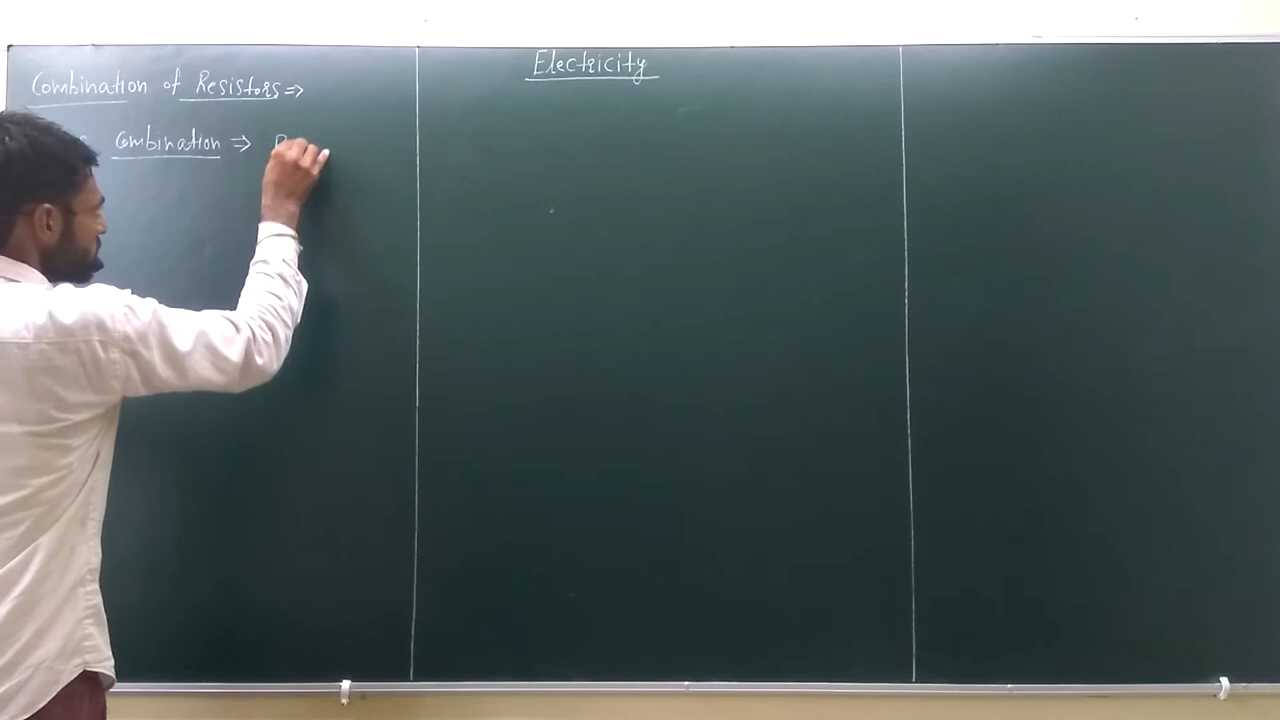 Electricity
Combination of Resistors ⇒
Combination ⇒